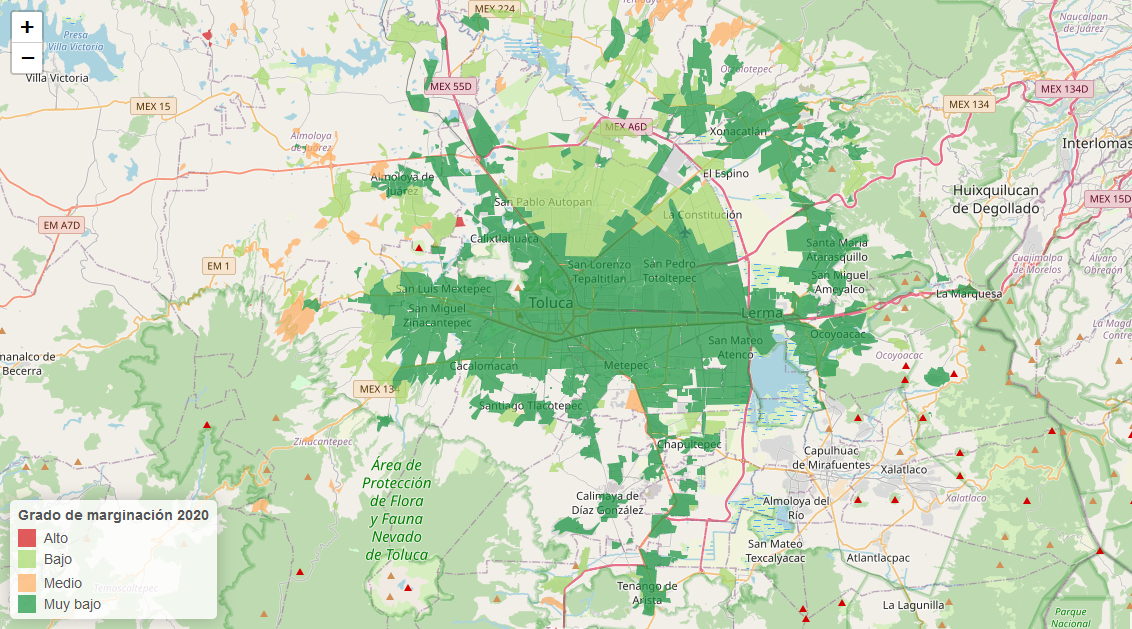 MEX 224
+
−
Presa
Villa Victoria
Villa Victoria
Naucalpan
de Juárez
Otzolotepec
MEX 55D
MEX 134D
MEX 15
MEX 134
MEX A6D
Xonacatlán
Almoloya
de Juárez
Interlomas
Almoloya de
Juárez
El Espino
Huixquilucan
de Degollado
MEX 15D
San Pablo Autopan
La Constitución
EM A7D
Calixtlahuaca
Santa María
Atarasquillo
Cuajimalpa
de Morelos
Álvaro
Obregón
EM 1
San Lorenzo
Tepaltitlán
San Pedro
Totoltepec
San Miguel
Ameyalco
San Luis Mextepec
La Marquesa
Toluca
San Miguel
Zinacantepec
Lerma
Ocoyoacac
San Mateo
Atenco
Ocoyoacac
manalco de
Becerra
Cacalomacan
Metepec
MEX 134
Santiago Tlacotepec
Zinacantepec
Chapultepec
Capulhuac
de Mirafuentes
Xalatlaco
Área de
Protección
de Flora
y Fauna
Nevado
de Toluca
Calimaya de
Díaz González
Almoloya del
Río
Xalatlaco
San Mateo
Texcalyacac
Atlantlacpac
Tenango de
Arista
La Lagunilla
Parque
Nacional
Grado de marginación 2020
Alto
Bajo
Medio
Muy bajo
Temascaltepec